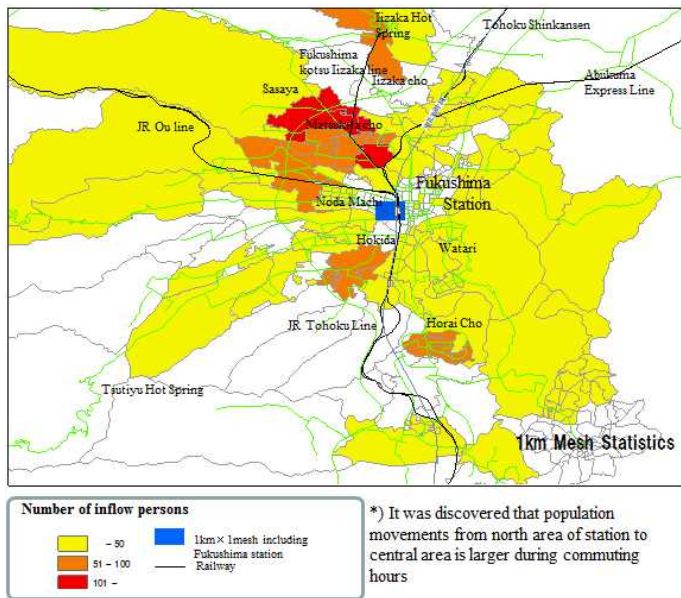 Iizaka Hot
Spring
Tohoku Shinkansen
Fukushima
kotsu Iizaka line
Iizaka cho
Abukuma
Express Line
Sasaya
JR Ou line
Matsukawa cho
Fukushima
Station
Noda Machi
Hokida
Watari
JR Tohoku Line
Horai Cho
Tsutiyu Hot Spring
1km Mesh Statistics
Number of inflow persons
- 50
51 - 100
101 -
1km× 1mesh including
Fukushima station
Railway
*) It was discovered that population
movements from north area of station to
central area is larger during commuting
hours